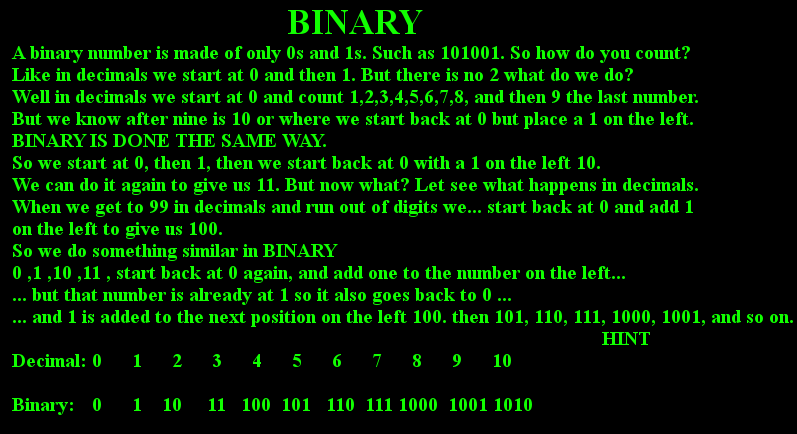 BINARY
A binary number is made of only 0s and 1s. Such as 101001. So how do you count?
Like in decimals we start at 0 and then 1. But there is no 2 what do we do?
Well in decimals we start at 0 and count 1,2,3,4,5,6,7,8, and then 9 the last number.
But we know after nine is 10 or where we start back at 0 but place a 1 on the left.
BINARY IS DONE THE SAME WAY.
So we start at 0, then 1, then we start back at 0 with a 1 on the left 10.
We can do it again to give us 11. But now what? Let see what happens in decimals.
When we get to 99 in decimals and run out of digits we... start back at 0 and add 1
on the left to give us 100.
So we do something similar in BINARY
0 ,1 ,10 ,11 , start back at 0 again, and add one to the number on the left...
... but that number is already at 1 so it also goes back to 0 ...
... and 1 is added to the next position on the left 100. then 101, 110, 111, 1000, 1001, and so on.
HINT
Decimal: 0 1 2 3 4 5 6 7 8 9 10
Binary: 0 1 10 11 100 101 110 111 1000 1001 1010